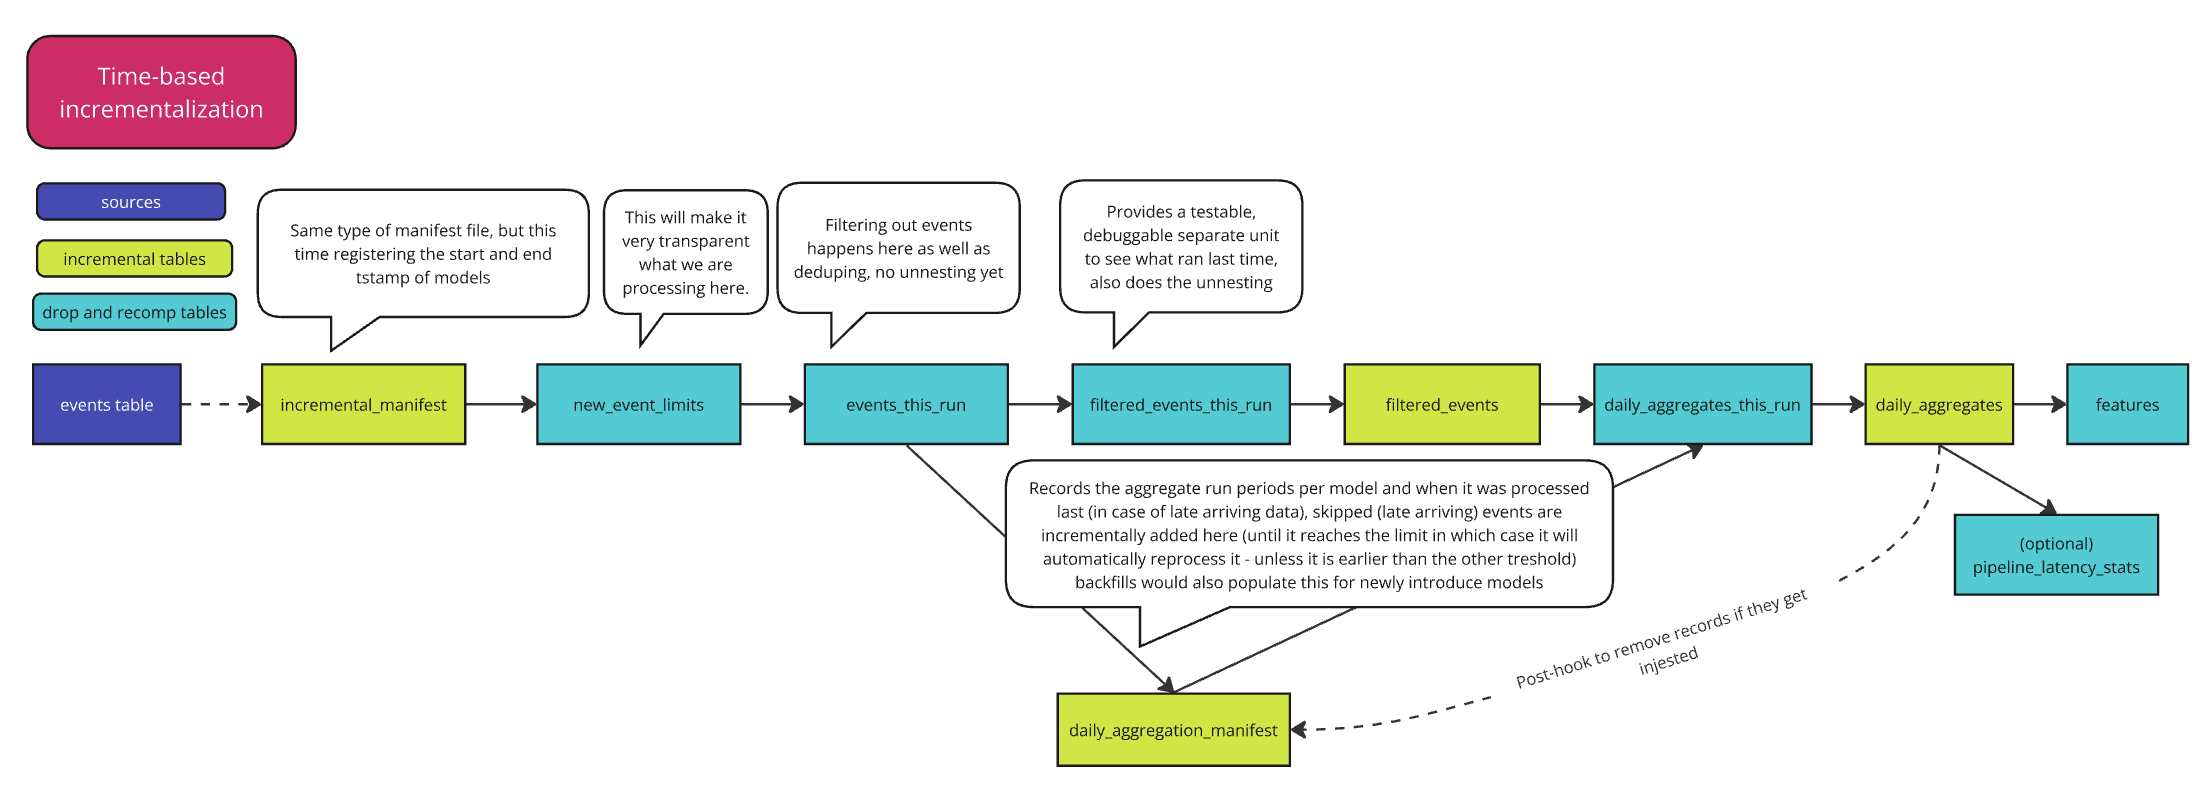 Time-based
incrementalization
sources
incremental tables
drop and recomp tables
Same type of manifest file, but this
time registering the start and end
tstamp of models
This will make it
very transparent
what we are
processing here.
Filtering out events
happens here as well as
deduping, no unnesting yet
Provides a testable,
debuggable separate unit
to see what ran last time,
also does the unnesting
events table
incremental_manifest
new_event_limits
events_this_run
filtered_events_this_run
filtered_events
daily_aggregates_this_run
daily_aggregates
features
Records the aggregate run periods per model and when it was processed
last (in case of late arriving data), skipped (late arriving) events are
incrementally added here (until it reaches the limit in which case it will
automatically reprocess it - unless it is earlier than the other treshold)
backfills would also populate this for newly introduce models
(optional)
pipeline_latency_stats
Post-hook to remove records if they get
injested
daily_aggregation_manifest